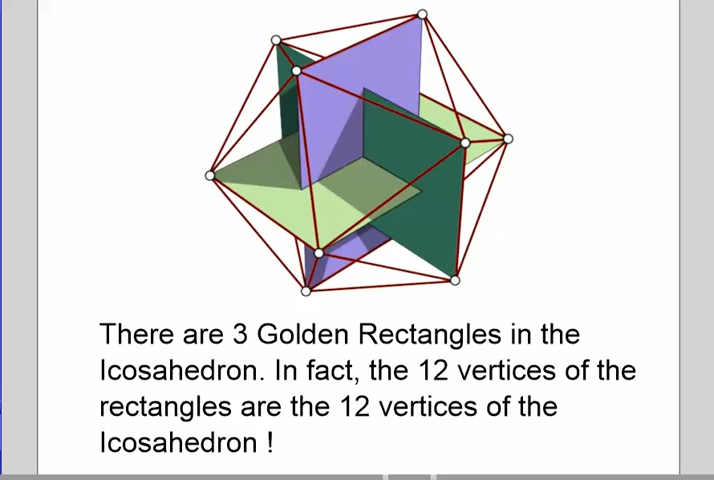 There are 3 Golden Rectangles in the
Icosahedron. In fact, the 12 vertices of the
rectangles are the 12 vertices of the
Icosahedron !